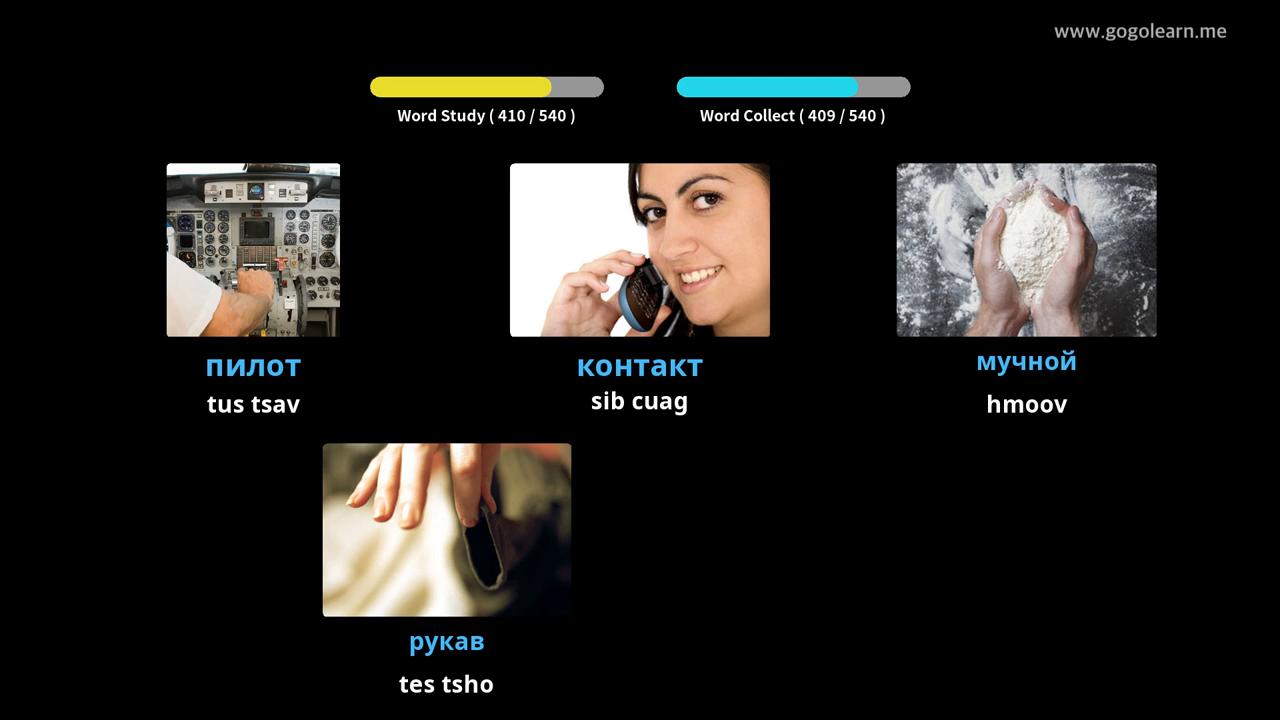 www.gogolearn.me
Word Study ( 410 / 540 )
Word Collect ( 409 / 540 )
пилот
tus tsav
контакт
sib cuag
мучной
hmoov
рукав
tes tsho